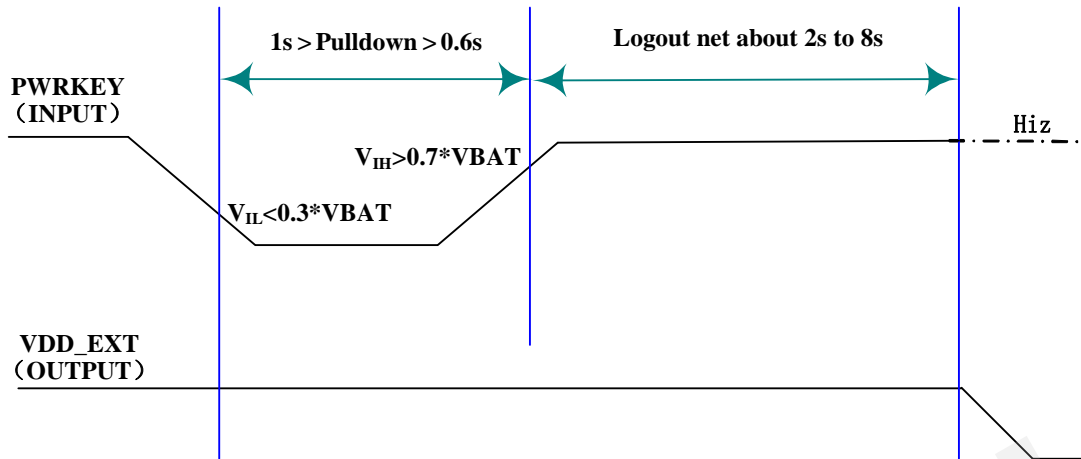 1s > Pulldown > 0.6s
Logout net about 2s to 8s
PWRKEY
（INPUT）
Hiz
VIH>0.7*VBAT
VIL<0.3*VBAT
VDD_EXT
（OUTPUT）